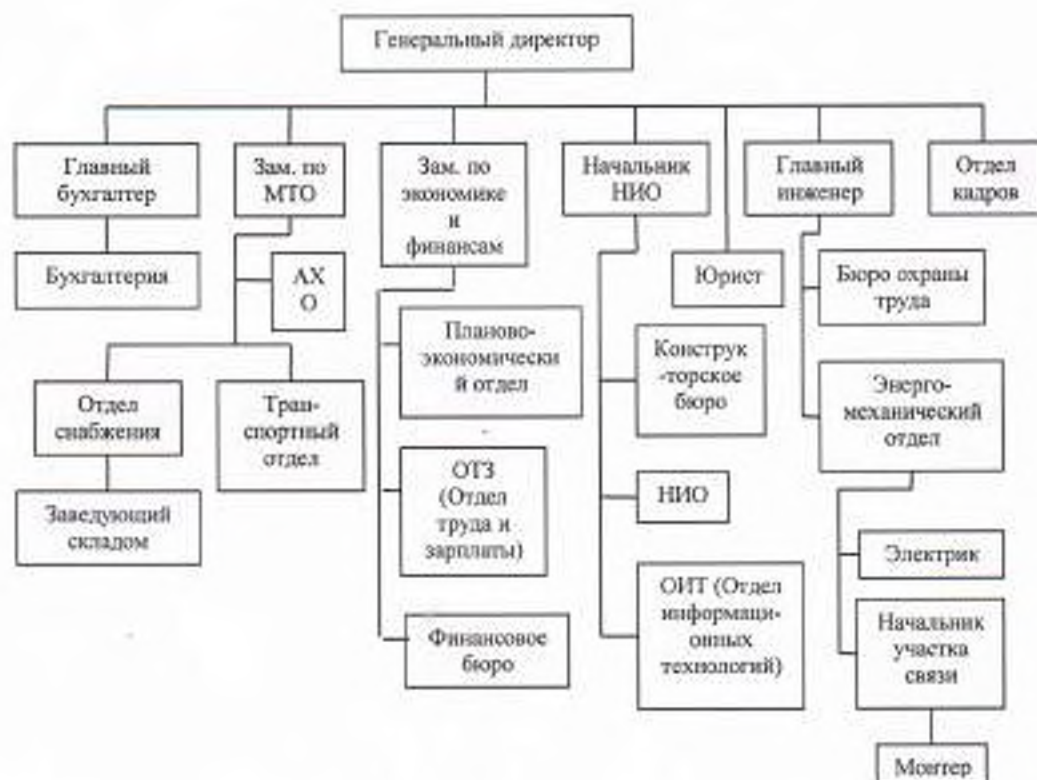 Генеральный директор
Главный
бухгалтер
Зам. по
МТО
Зам. по
экономике
и
финансам
Начальник
НИО
Главный
инженер
Отдел
кадров
Бухгалтерия
АХ
О
Юрист
Бюро охраны
труда
Планово-
экономически
й отдел
Конструк
-торское
бюро
Энерго-
механический
отдел
Отдел
снабжения
Тран-
спортный
отдел
ОТЗ
(Отдел
труда и
зарплаты)
НИО
Заведующий
складом
Электрик
Финансовое
бюро
ОИТ (Отдел
информаци-
онных
технологий)
Начальник
участка
связи
Монтер